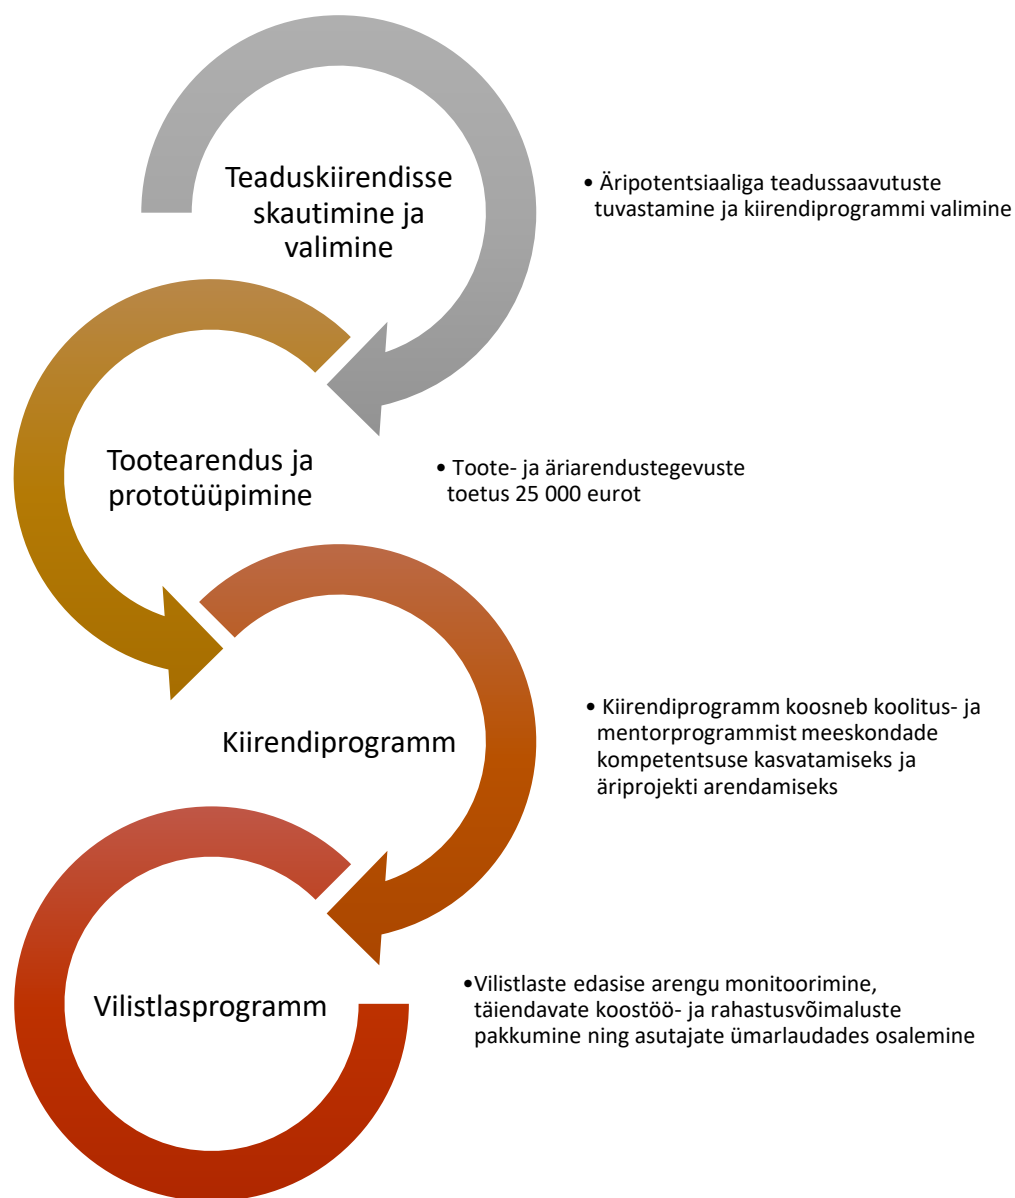 Teaduskiirendisse
skautimine ja
valimine
• Äripotentsiaaliga teadussaavutuste
tuvastamine ja kiirendiprogrammi valimine
Tootearendus ja
prototüüpimine
• Toote- ja äriarendustegevuste
toetus 25 000 eurot
Kiirendiprogramm
• Kiirendiprogramm koosneb koolitus- ja
mentorprogrammist meeskondade
kompetentsuse kasvatamiseks ja
äriprojekti arendamiseks
Vilistlasprogramm
•Vilistlaste edasise arengu monitoorimine,
täiendavate koostöö- ja rahastusvõimaluste
pakkumine ning asutajate ümarlaudades osalemine